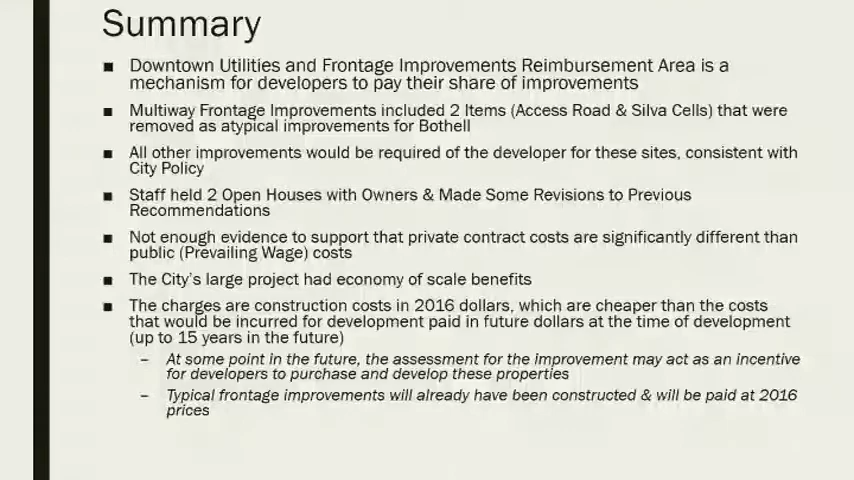 Summary
■ Downtown Utilities and Frontage Improvements Reimbursement Area is a
mechanism for developers to pay their share of improvements
■ Multiway Frontage Improvements included 2 Items (Access Road & Silva Cells) that were
removed as atypical improvements for Bothell
■ All other improvements would be required of the developer for these sites, consistent with
City Policy
■ Staff held 2 Open Houses with Owners & Made Some Revisions to Previous
Recommendations
■ Not enough evidence to support that private contract costs are significantly different than
public (Prevailing Wage) costs
■ The City's large project had economy of scale benefits
■ The charges are construction costs in 2016 dollars, which are cheaper than the costs
that would be incurred for development paid in future dollars at the time of development
(up to 15 years in the future)
– At some point in the future, the assessment for the improvement may act as an incentive
for developers to purchase and develop these properties
– Typical frontage improvements will already have been constructed & will be paid at 2016
prices